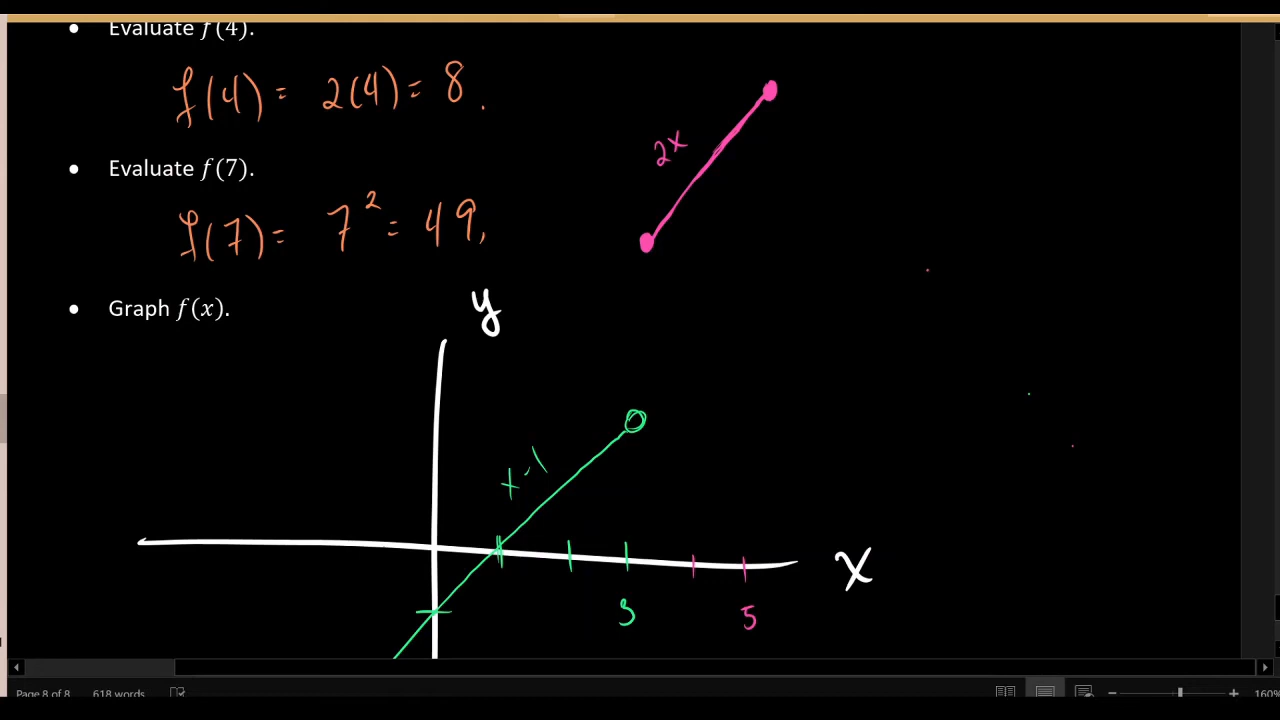 Evaluate f(4).
f(4) = 2(4) = 8.
2x
Evaluate f(7).
f(7) = 7² = 49,
y
Graph f(x).
x-1
x
3
5
Page 8 of 8 618 words 160%